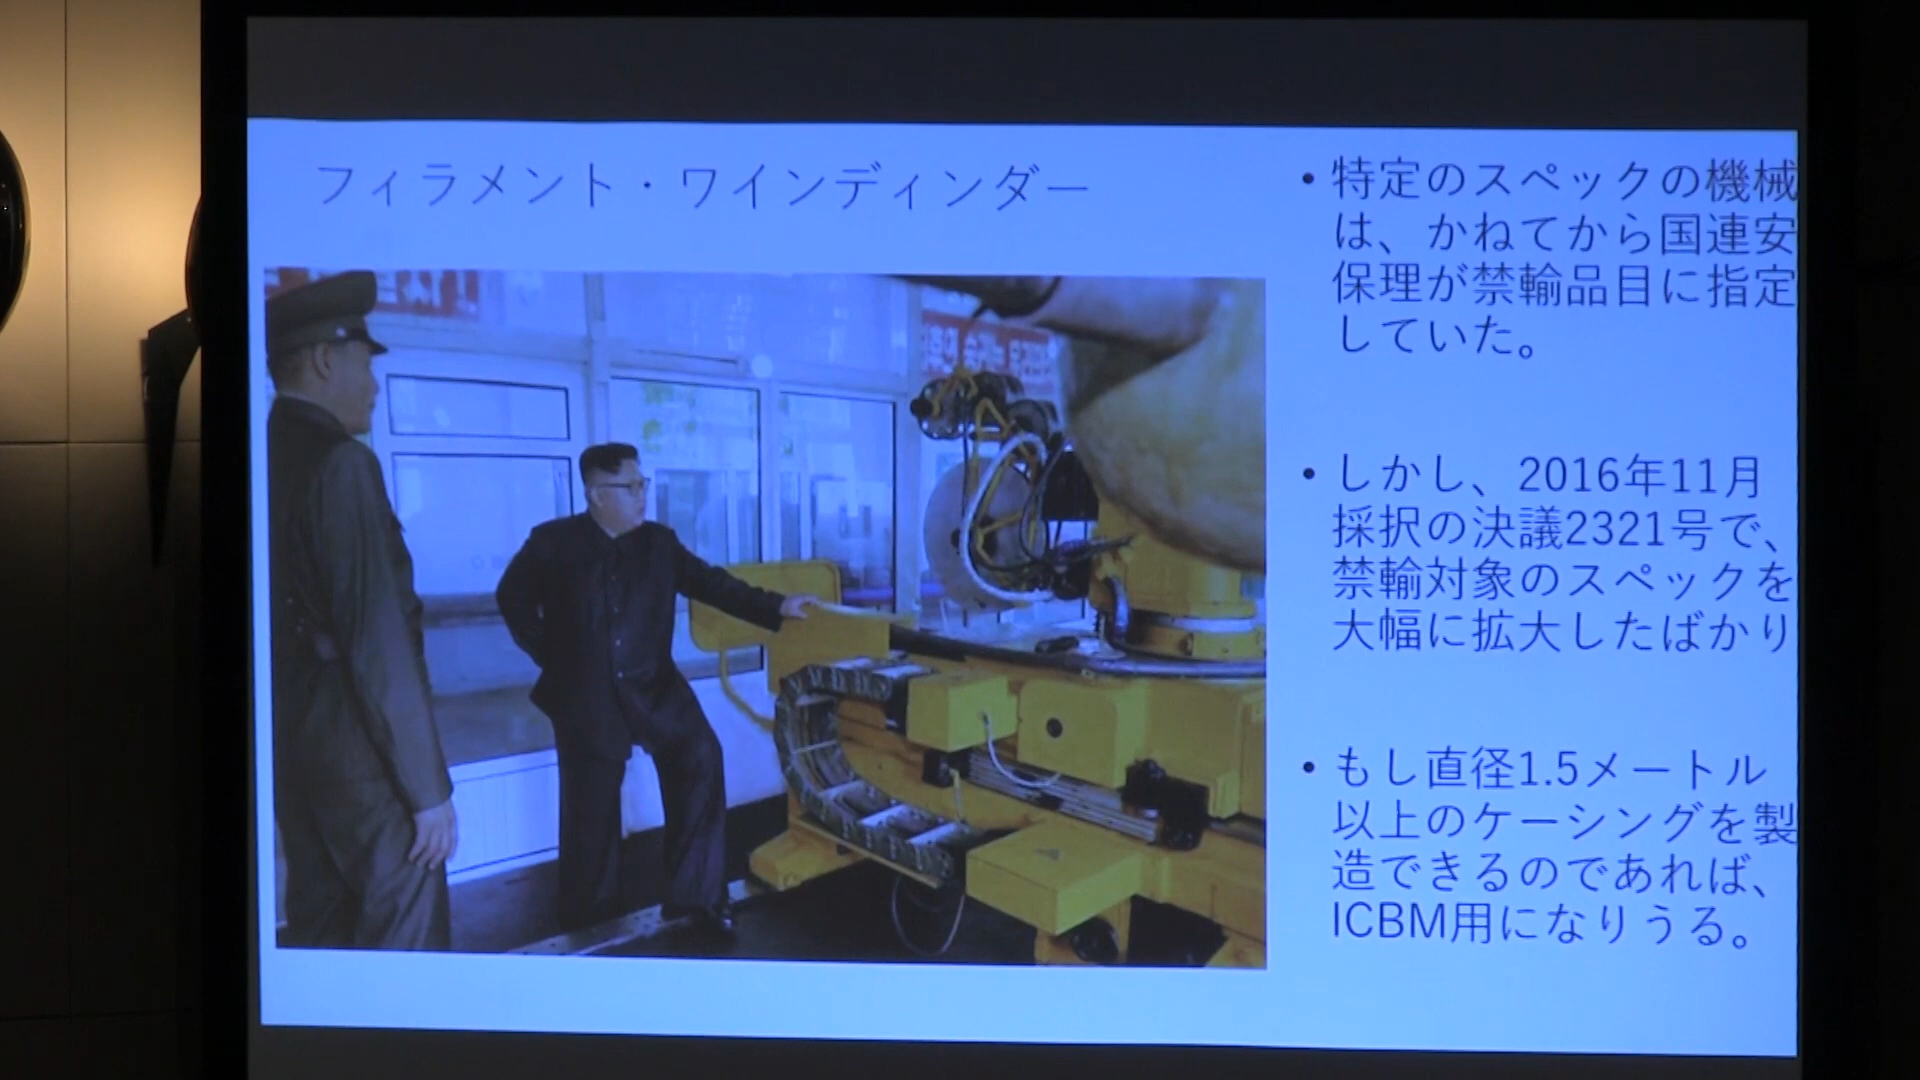 フィラメント・ワインディンダー
• 特定のスペックの機械
は、かねてから国連安
保理が禁輸品目に指定
していた。
• しかし、2016年11月
採択の決議2321号で、
禁輸対象のスペックを
大幅に拡大したばかり
• もし直径1.5メートル
以上のケーシングを製
造できるのであれば、
ICBM用になりうる。